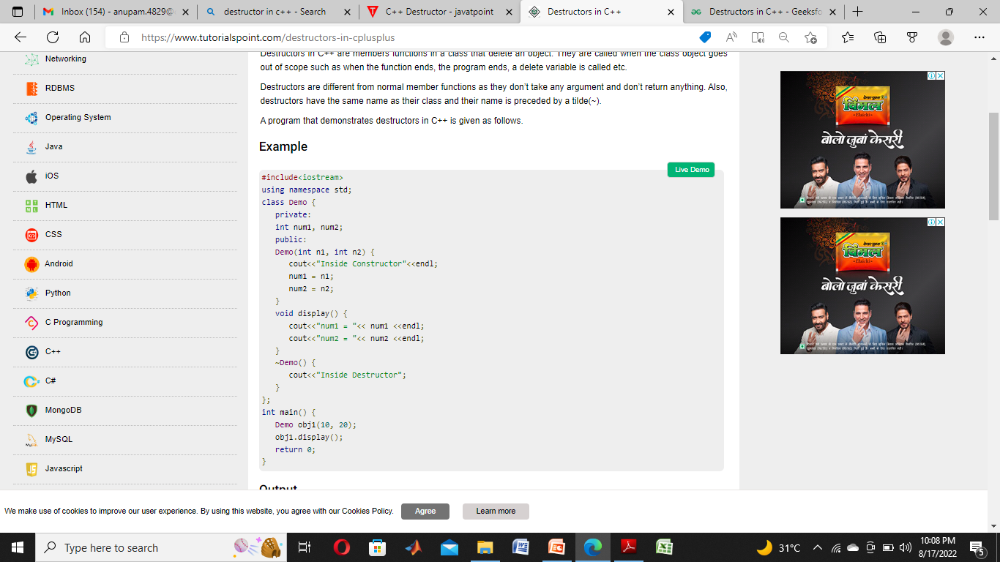 Inbox (154) - anupam.4829@
destructor in c++ - Search
C++ Destructor - javatpoint
Destructors in C++
Destructors in C++ - Geeksfo
https://www.tutorialspoint.com/destructors-in-cplusplus
Networking
RDBMS
Operating System
Java
iOS
HTML
CSS
Android
Python
C Programming
C++
C#
MongoDB
MySQL
Javascript
Destructors in C++ are members functions in a class that delete an object. They are called when the class object goes
out of scope such as when the function ends, the program ends, a delete variable is called etc.
Destructors are different from normal member functions as they don’t take any argument and don’t return anything. Also,
destructors have the same name as their class and their name is preceded by a tilde(~).
A program that demonstrates destructors in C++ is given as follows.
Example
Live Demo
#include<iostream>
using namespace std;
class Demo {
private:
int num1, num2;
public:
Demo(int n1, int n2) {
cout<<"Inside Constructor"<<endl;
num1 = n1;
num2 = n2;
}
void display() {
cout<<"num1 = "<< num1 <<endl;
cout<<"num2 = "<< num2 <<endl;
}
~Demo() {
cout<<"Inside Destructor";
}
};
int main() {
Demo obj1(10, 20);
obj1.display();
return 0;
}
Output
विमल
Elaichi
बोलो ज़ुबां केसरी
विमल
Elaichi
बोलो ज़ुबां केसरी
We make use of cookies to improve our user experience. By using this website, you agree with our Cookies Policy.
Agree
Learn more
Type here to search
31°C
10:08 PM
8/17/2022
5